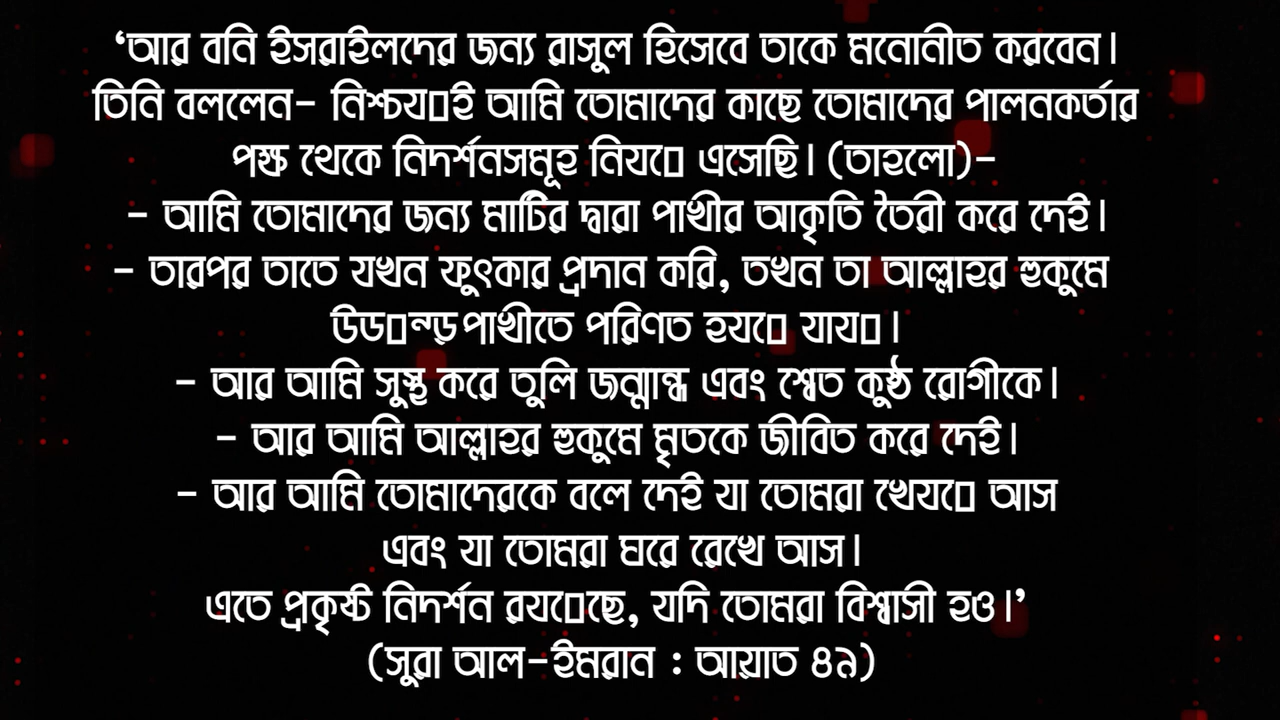 ‘আর বনি ইসরাইলদের জন্য রাসুল হিসেবে তাকে মনোনীত করবেন।
তিনি বললেন- নিশ্চয়ই আমি তোমাদের কাছে তোমাদের পালনকর্তার
পক্ষ থেকে নিদর্শনসমূহ নিয়ে এসেছি। (তাহলো)-
- আমি তোমাদের জন্য মাটির দ্বারা পাখীর আকৃতি তৈরী করে দেই।
- তারপর তাতে যখন ফুৎকার প্রদান করি, তখন তা আল্লাহর হুকুমে
উড়ন্ড়পাখীতে পরিণত হয়ে যায়।
- আর আমি সুস্থ করে তুলি জন্মান্ধ এবং শ্বেত কুষ্ঠ রোগীকে।
- আর আমি আল্লাহর হুকুমে মৃতকে জীবিত করে দেই।
- আর আমি তোমাদেরকে বলে দেই যা তোমরা খেয়ে আস
এবং যা তোমরা ঘরে রেখে আস।
এতে প্রকৃষ্ট নিদর্শন রয়েছে, যদি তোমরা বিশ্বাসী হও।’
(সুরা আল-ইমরান : আয়াত ৪৯)